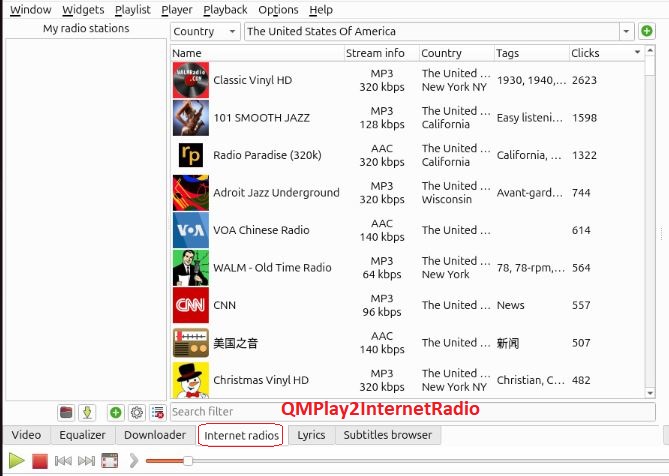 Window Widgets Playlist Player Playback Options Help
My radio stations
Country The United States Of America
Name Stream info Country Tags Clicks
WALMRadio .COM
Classic Vinyl HD MP3 The United ... 1930, 1940,... 2623
320 kbps New York NY
101 SMOOTH JAZZ MP3 The United ... Easy listeni... 1598
128 kbps California
rp
Radio Paradise (320k) AAC The United ... California, ... 1322
320 kbps California
Adroit Jazz Underground MP3 The United ... Avant-gard... 744
320 kbps Wisconsin
VOA
VOA Chinese Radio AAC The United ... 614
140 kbps
WALM - Old Time Radio MP3 The United ... 78, 78-rpm,... 564
64 kbps New York
CNN
CNN MP3 The United ... News 557
96 kbps
美国之音 AAC The United ... 新闻 507
140 kbps
Christmas Vinyl HD MP3 The United ... Christian, C... 482
320 kbps New York NY
Search filter
QMPlay2InternetRadio
Video Equalizer Downloader Internet radios Lyrics Subtitles browser